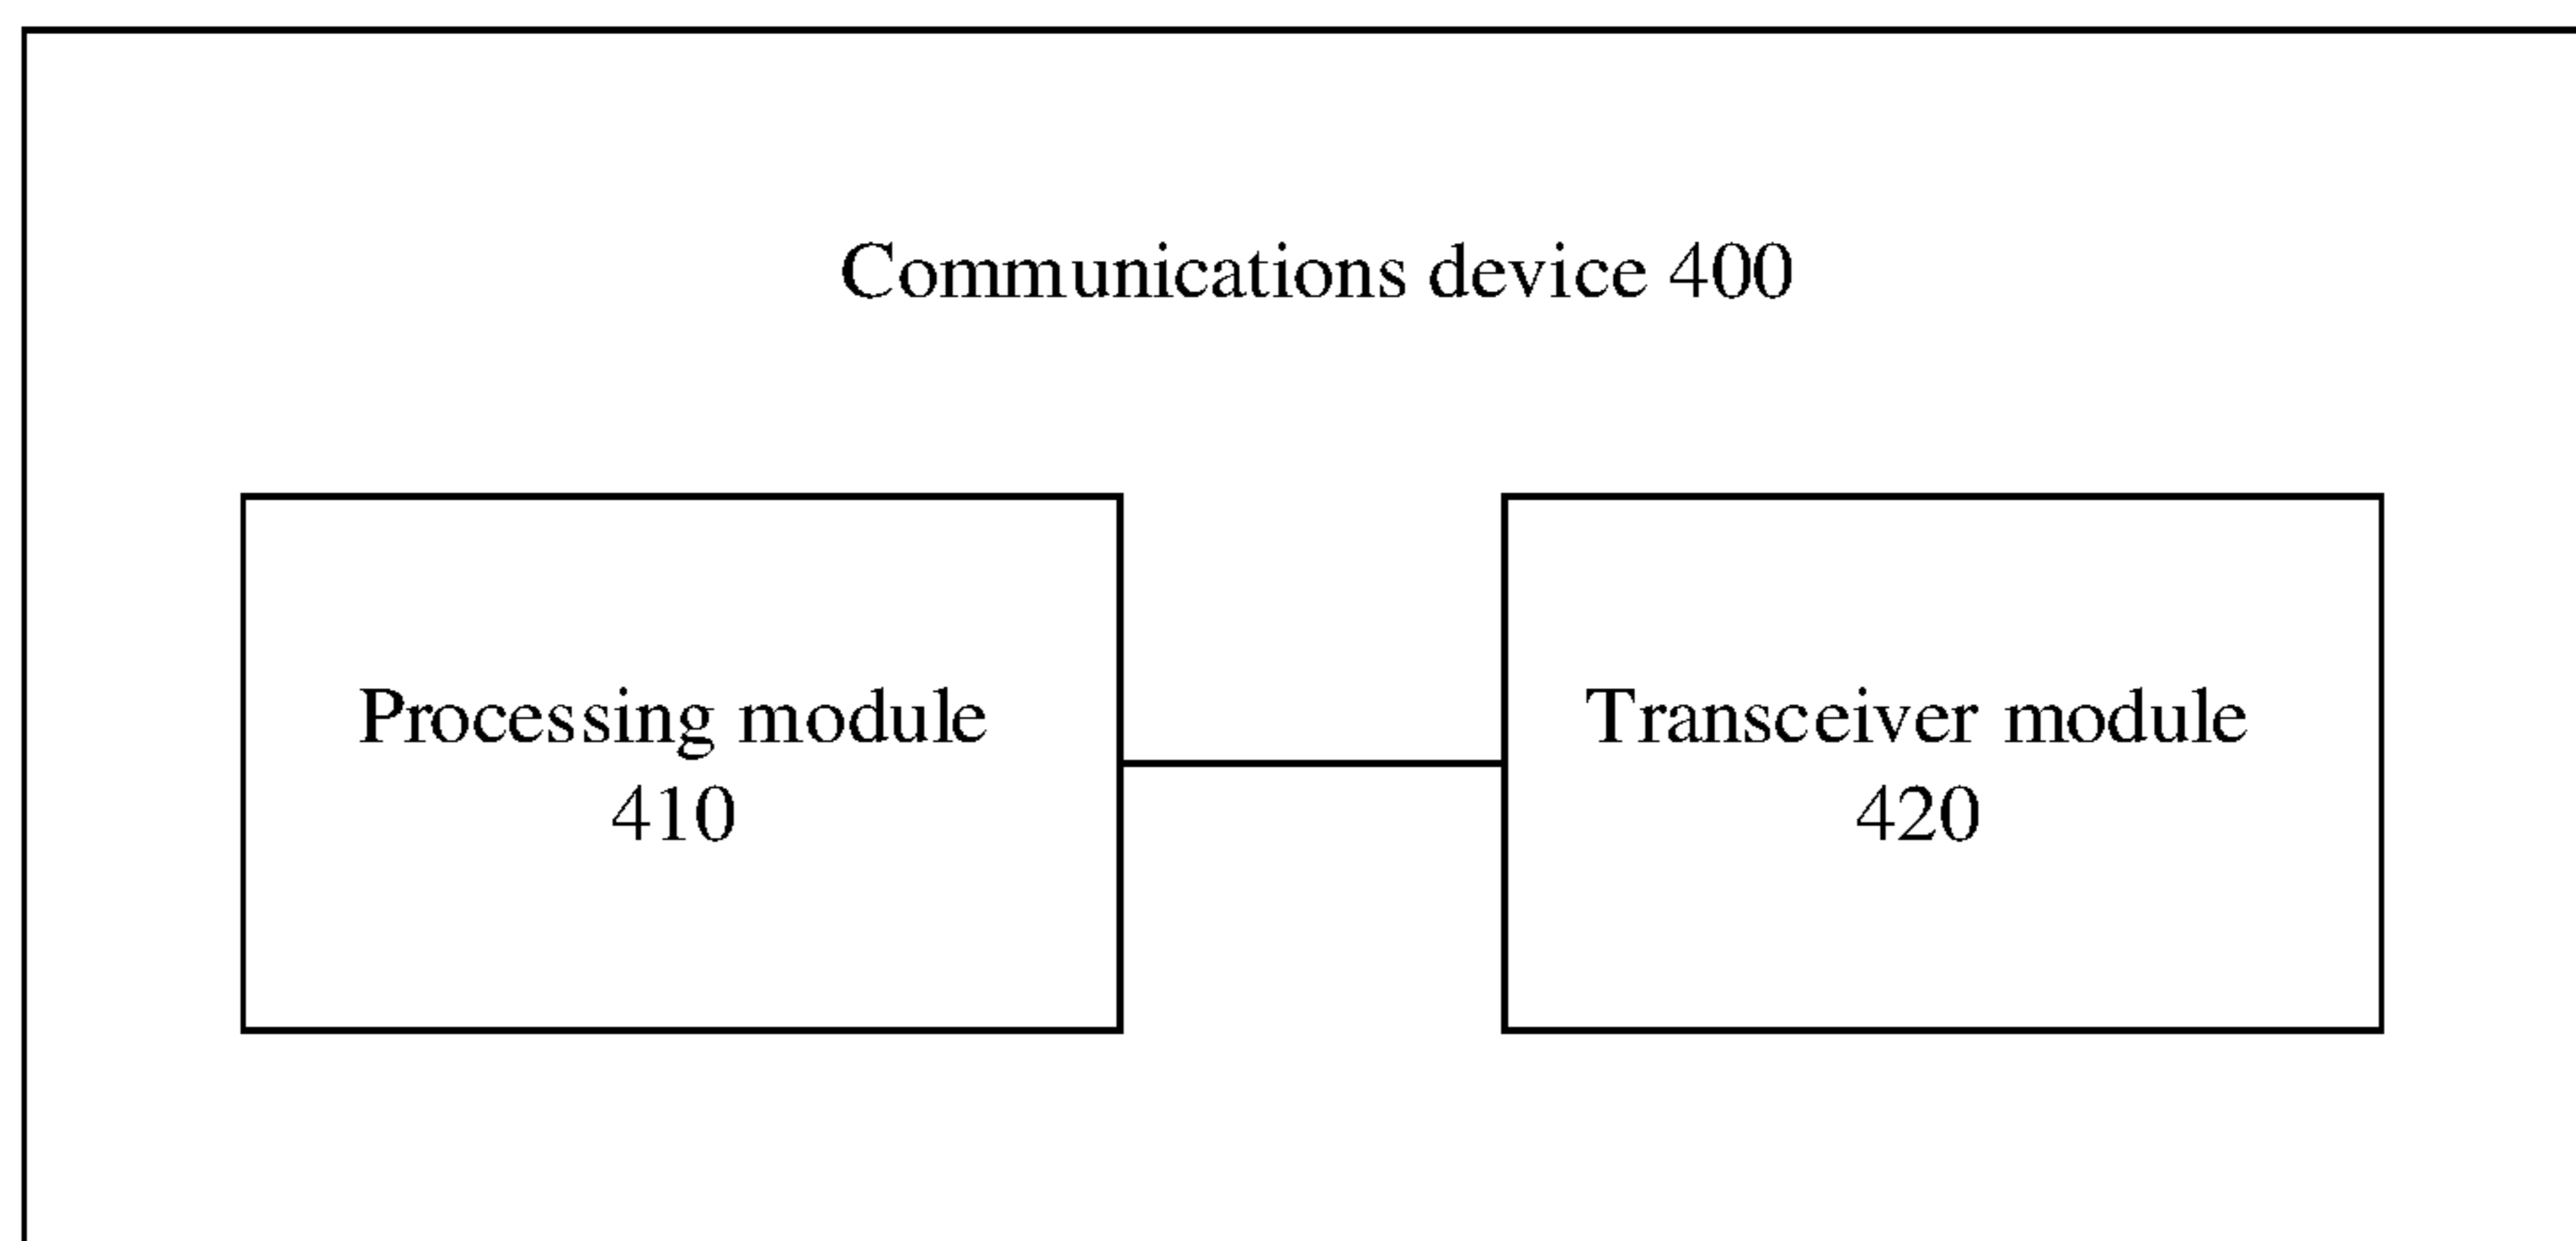 Communications device 400
Processing module
410
Transceiver module
420